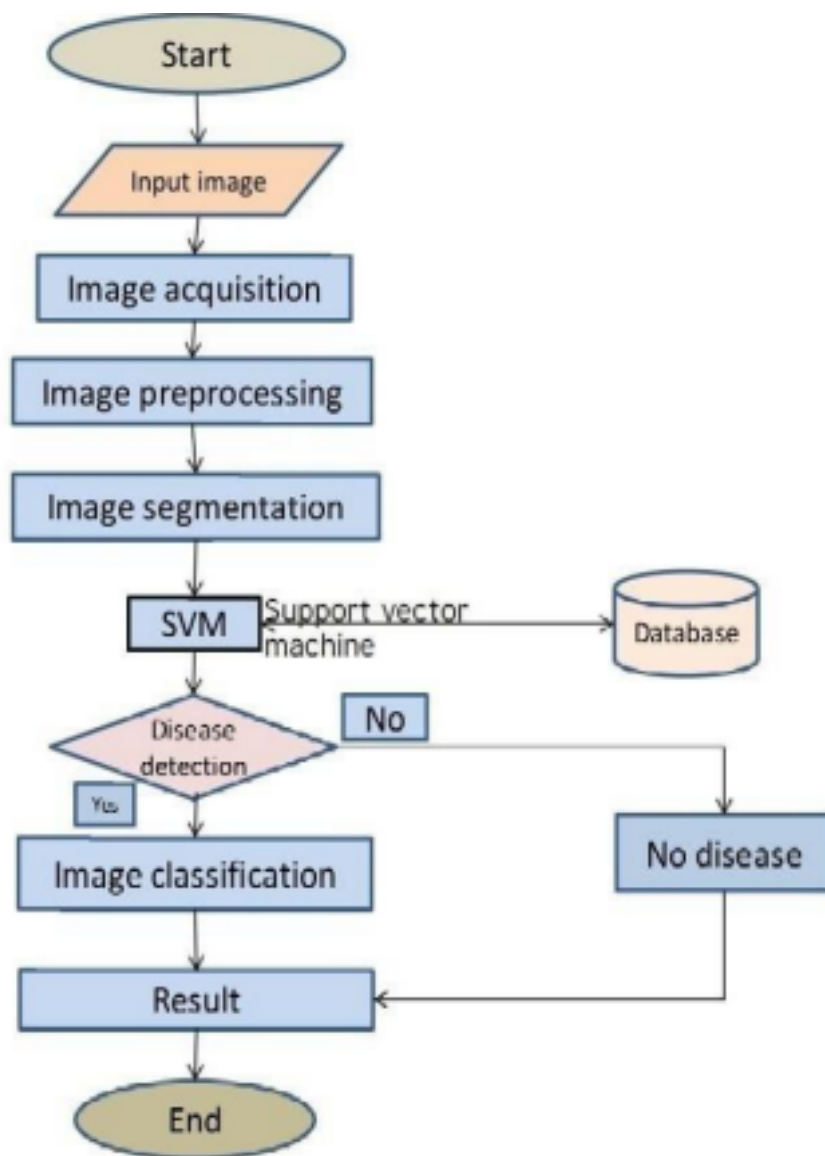 Start
Input image
Image acquisition
Image preprocessing
Image segmentation
SVM
Support vector
machine
Database
Disease
detection
No
Yes
No disease
Image classification
Result
End